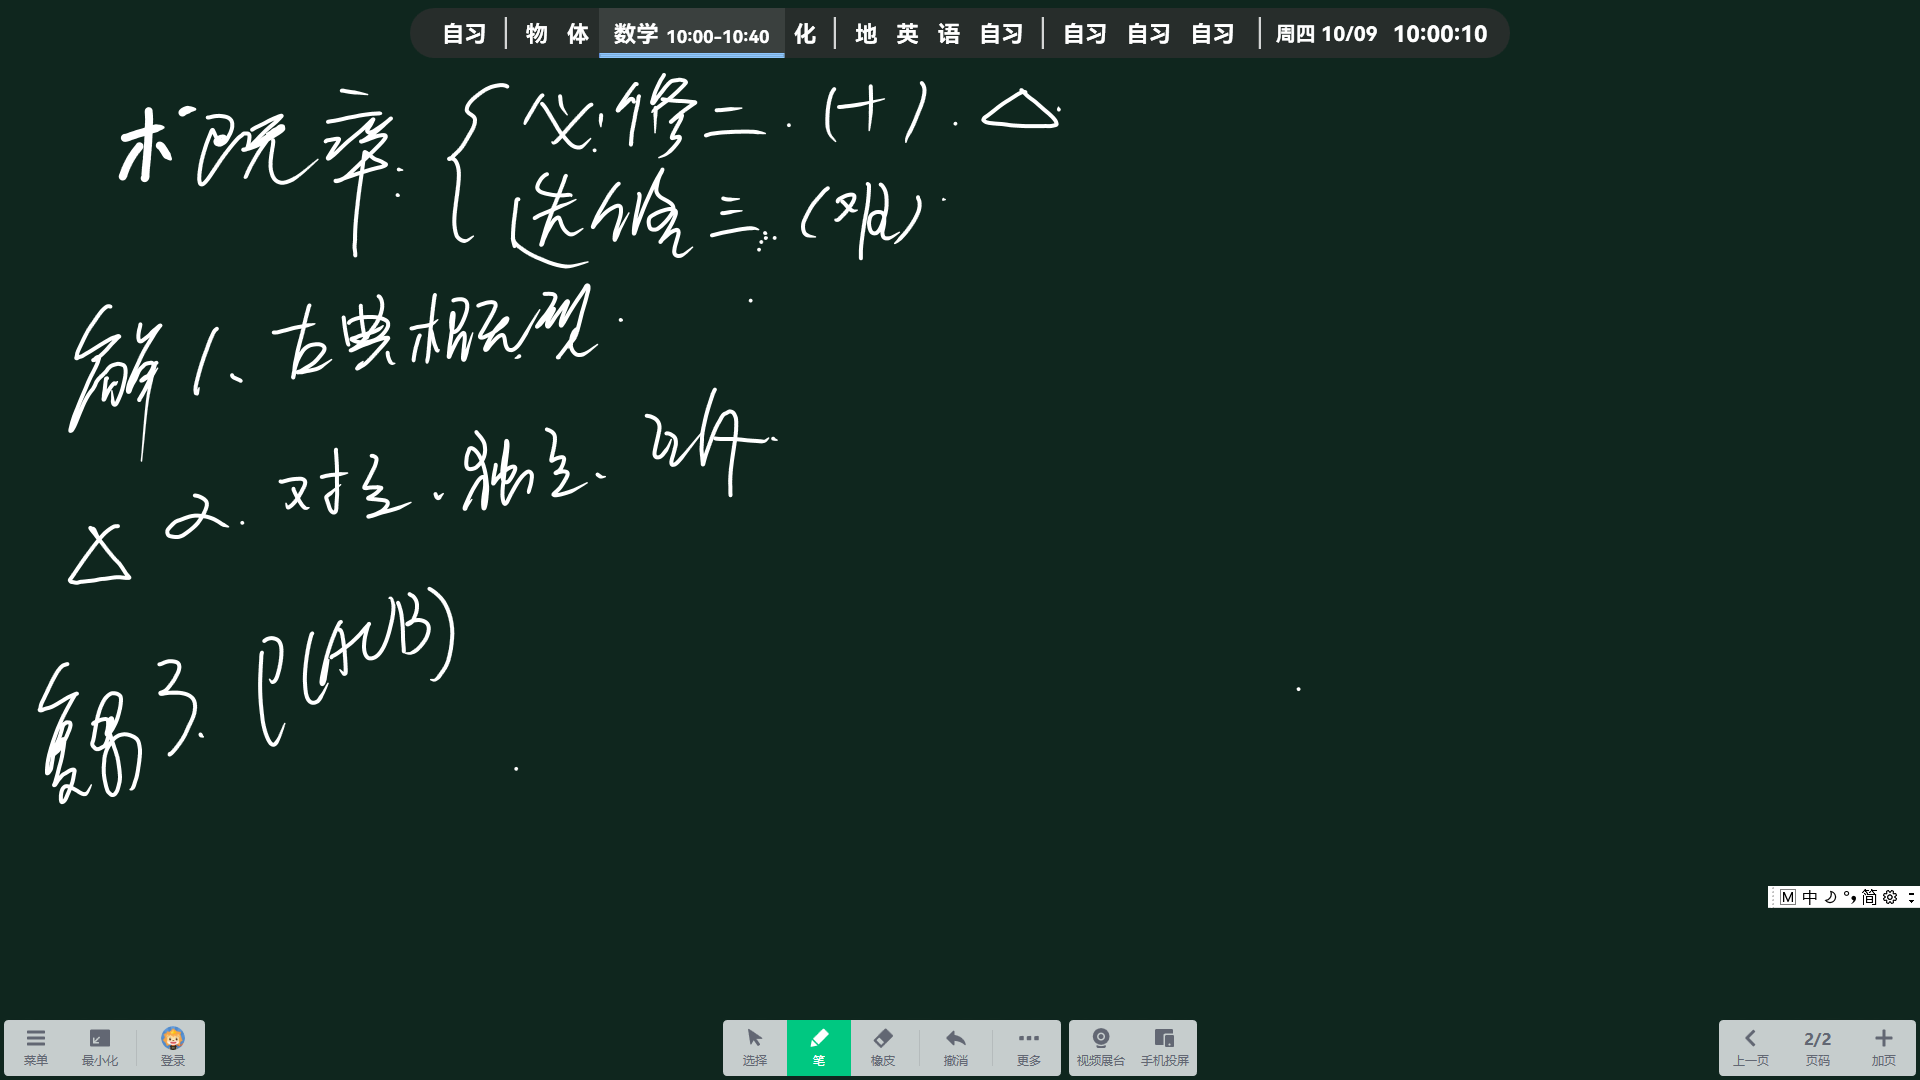 自习 物 体 数学 10:00-10:40 化 地 英 语 自习 自习 自习 自习 周四 10/09 10:00:10
概率: { 必修二.(十).△
选修三.(难)
解 1、古典概型.
△ 2. 对立.独立.互斥.
复习 3. P(A∪B)
M 中 简
菜单 最小化 登录 选择 笔 橡皮 撤消 更多 视频展台 手机投屏 上一页 2/2 页码 加页